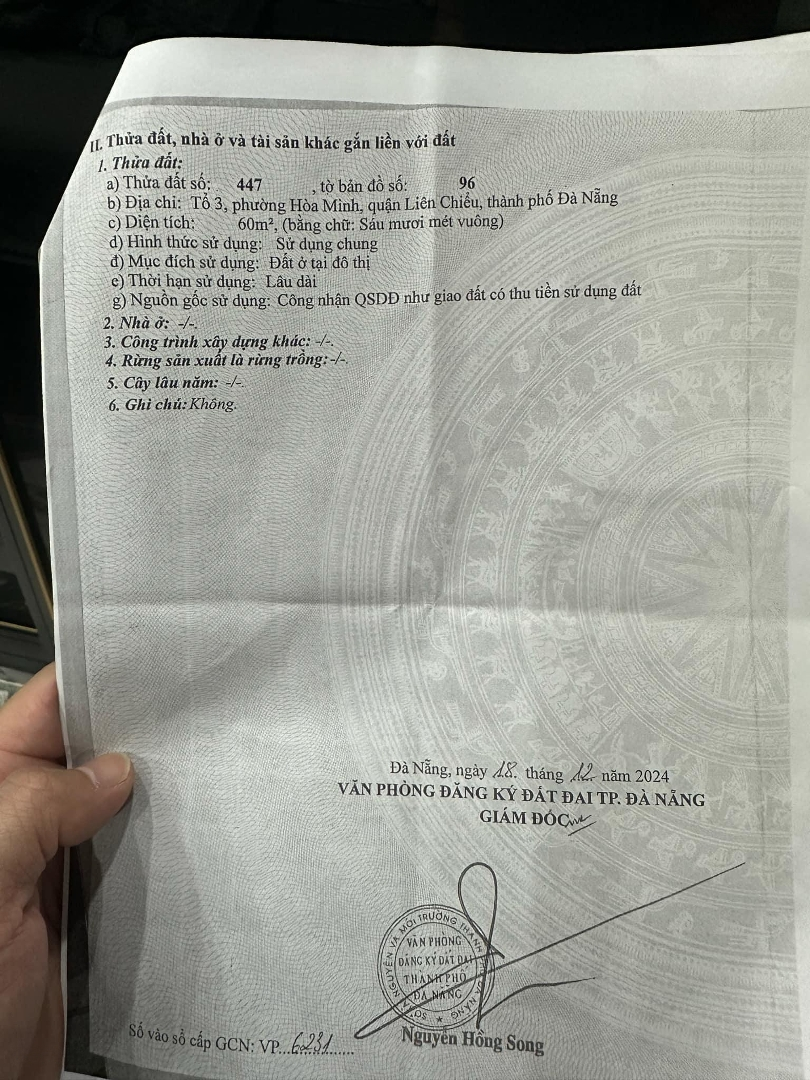 II. Thửa đất, nhà ở và tài sản khác gắn liền với đất
1. Thửa đất:
a) Thửa đất số: 447 , tờ bản đồ số: 96
b) Địa chỉ: Tổ 3, phường Hòa Minh, quận Liên Chiểu, thành phố Đà Nẵng
c) Diện tích: 60m², (bằng chữ: Sáu mươi mét vuông)
d) Hình thức sử dụng: Sử dụng chung
đ) Mục đích sử dụng: Đất ở tại đô thị
e) Thời hạn sử dụng: Lâu dài
g) Nguồn gốc sử dụng: Công nhận QSDĐ như giao đất có thu tiền sử dụng đất
2. Nhà ở: -/-.
3. Công trình xây dựng khác: -/-.
4. Rừng sản xuất là rừng trồng: -/-.
5. Cây lâu năm: -/-.
6. Ghi chú: Không.
Đà Nẵng, ngày 18. tháng 12. năm 2024
VĂN PHÒNG ĐĂNG KÝ ĐẤT ĐAI TP. ĐÀ NẴNG
GIÁM ĐỐC
VĂN PHÒNG
ĐĂNG KÝ ĐẤT ĐAI
THÀNH PHỐ
ĐÀ NẴNG
Nguyễn Hồng Song
Số vào sổ cấp GCN: VP...6231.......